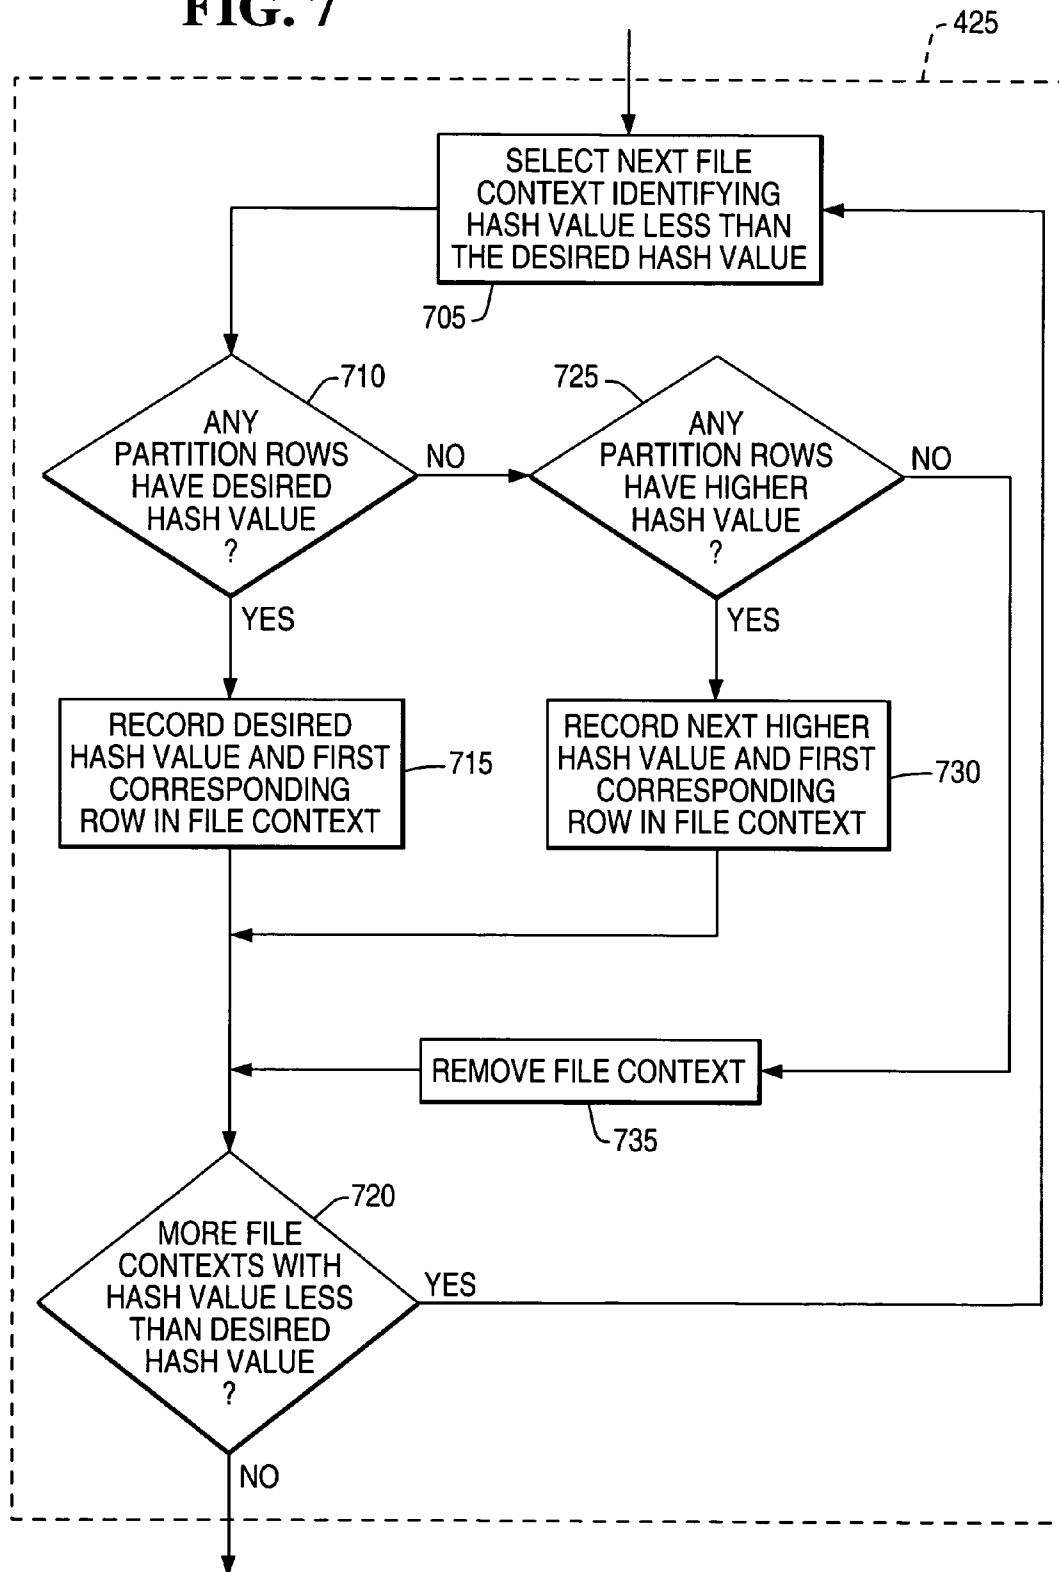 FIG. 7
425
SELECT NEXT FILE
CONTEXT IDENTIFYING
HASH VALUE LESS THAN
THE DESIRED HASH VALUE
705
710
ANY
PARTITION ROWS
HAVE DESIRED
HASH VALUE
?
NO
YES
725
ANY
PARTITION ROWS
HAVE HIGHER
HASH VALUE
?
NO
YES
RECORD DESIRED
HASH VALUE AND FIRST
CORRESPONDING
ROW IN FILE CONTEXT
715
RECORD NEXT HIGHER
HASH VALUE AND FIRST
CORRESPONDING
ROW IN FILE CONTEXT
730
REMOVE FILE CONTEXT
735
720
MORE FILE
CONTEXTS WITH
HASH VALUE LESS
THAN DESIRED
HASH VALUE
?
YES
NO